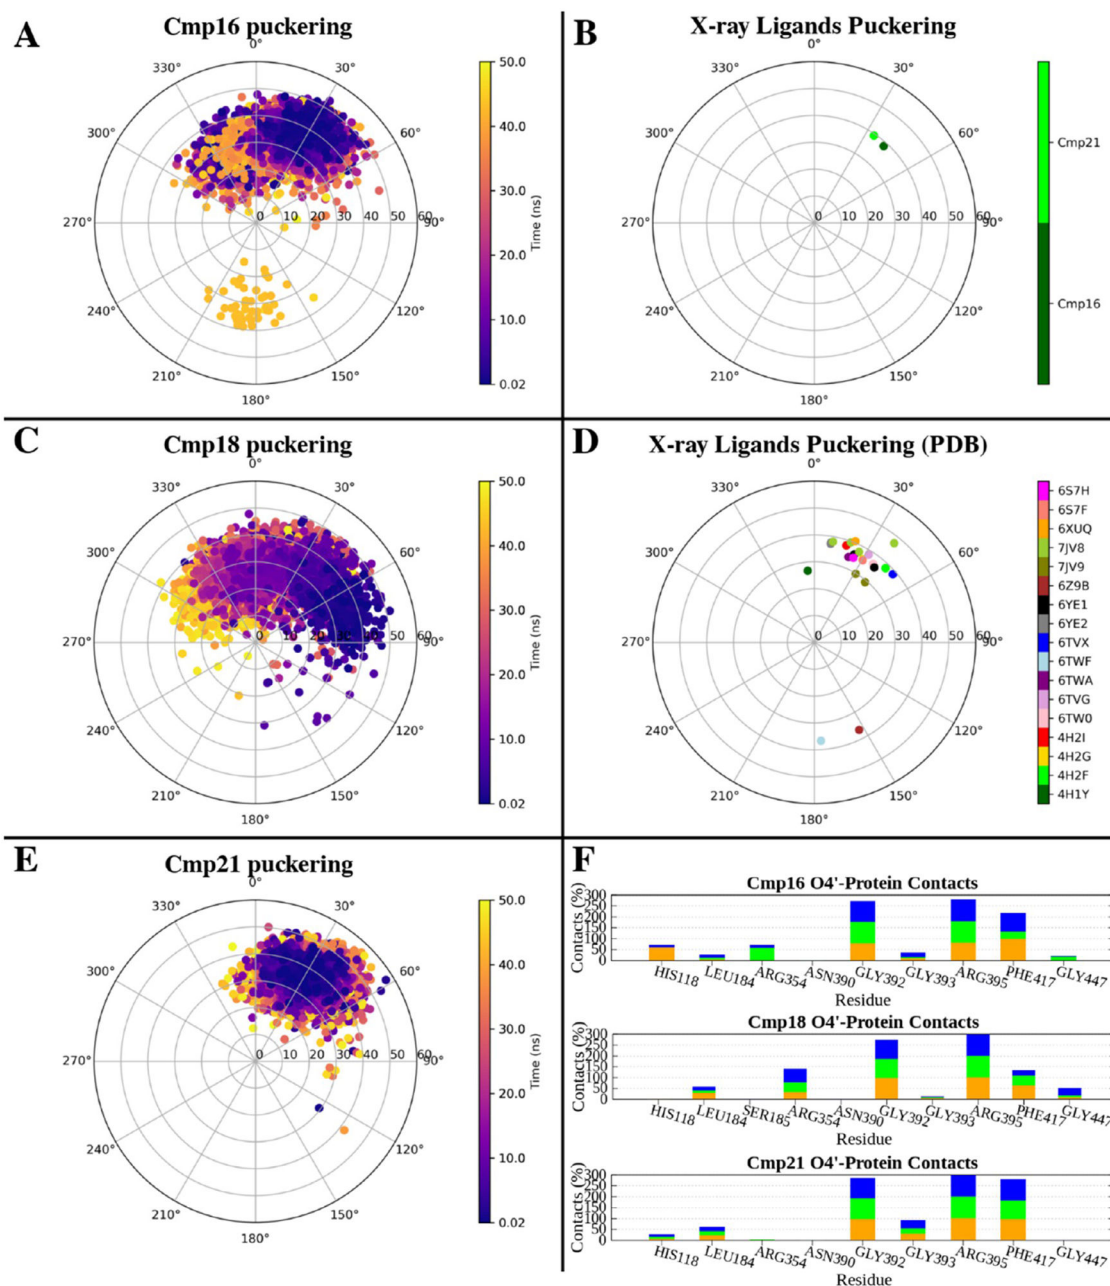 A
Cmp16 puckering
0°
30°
60°
90°
120°
150°
180°
210°
240°
270°
300°
330°
0 10 20 30 40 50 60
50.0
40.0
30.0
20.0
10.0
0.02
Time (ns)
B
X-ray Ligands Puckering
0°
30°
60°
90°
120°
150°
180°
210°
240°
270°
300°
330°
0 10 20 30 40 50 60
Cmp21
Cmp16
C
Cmp18 puckering
0°
30°
60°
90°
120°
150°
180°
210°
240°
270°
300°
330°
0 10 20 30 40 50 60
50.0
40.0
30.0
20.0
10.0
0.02
Time (ns)
D
X-ray Ligands Puckering (PDB)
0°
30°
60°
90°
120°
150°
180°
210°
240°
270°
300°
330°
0 10 20 30 40 50 60
6S7H
6S7F
6XUQ
7JV8
7JV9
6Z9B
6YE1
6YE2
6TVX
6TWF
6TWA
6TVG
6TW0
4H2I
4H2G
4H2F
4H1Y
E
Cmp21 puckering
0°
30°
60°
90°
120°
150°
180°
210°
240°
270°
300°
330°
0 10 20 30 40 50 60
50.0
40.0
30.0
20.0
10.0
0.02
Time (ns)
F
Cmp16 O4'-Protein Contacts
Contacts (%)
300
250
200
150
100
50
0
HIS118 LEU184 ARG354 ASN390 GLY392 GLY393 ARG395 PHE417 GLY447
Residue
Cmp18 O4'-Protein Contacts
Contacts (%)
300
250
200
150
100
50
0
HIS118 LEU184 SER185 ARG354 ASN390 GLY392 GLY393 ARG395 PHE417 GLY447
Residue
Cmp21 O4'-Protein Contacts
Contacts (%)
300
250
200
150
100
50
0
HIS118 LEU184 ARG354 ASN390 GLY392 GLY393 ARG395 PHE417 GLY447
Residue